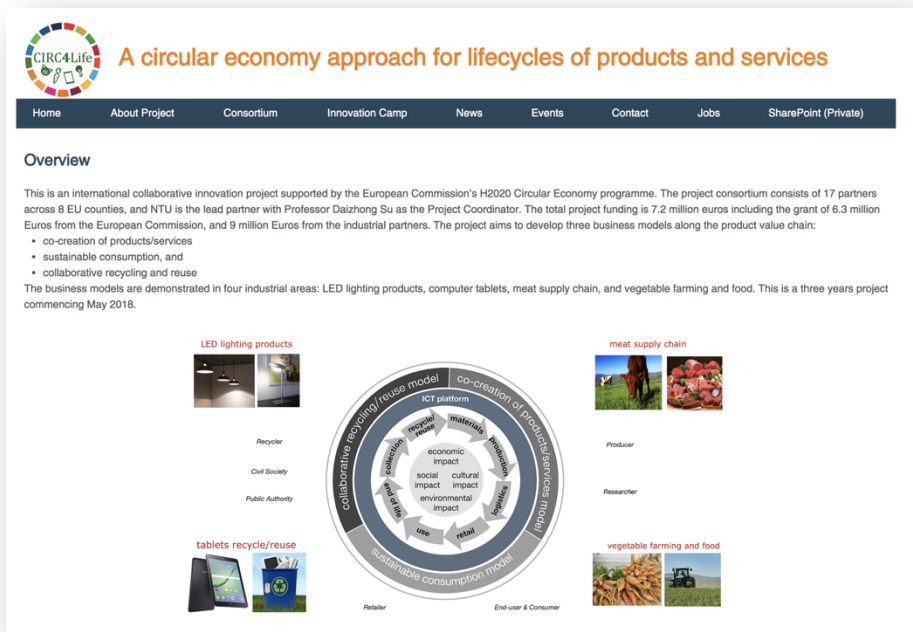 CIRC4Life
A circular economy approach for lifecycles of products and services
Home About Project Consortium Innovation Camp News Events Contact Jobs SharePoint (Private)
Overview
This is an international collaborative innovation project supported by the European Commission's H2020 Circular Economy programme. The project consortium consists of 17 partners
across 8 EU counties, and NTU is the lead partner with Professor Daizhong Su as the Project Coordinator. The total project funding is 7.2 million euros including the grant of 6.3 million
Euros from the European Commission, and 9 million Euros from the industrial partners. The project aims to develop three business models along the product value chain:
• co-creation of products/services
• sustainable consumption, and
• collaborative recycling and reuse
The business models are demonstrated in four industrial areas: LED lighting products, computer tablets, meat supply chain, and vegetable farming and food. This is a three years project
commencing May 2018.
LED lighting products
meat supply chain
collaborative recycling/reuse model
co-creation of products/services model
sustainable consumption model
ICT platform
recycle/
reuse
materials
production
logistics
retail
use
end of life
collection
economic
impact
social
impact
cultural
impact
environmental
impact
Recycler
Civil Society
Public Authority
Producer
Researcher
tablets recycle/reuse
vegetable farming and food
Retailer
End-user & Consumer